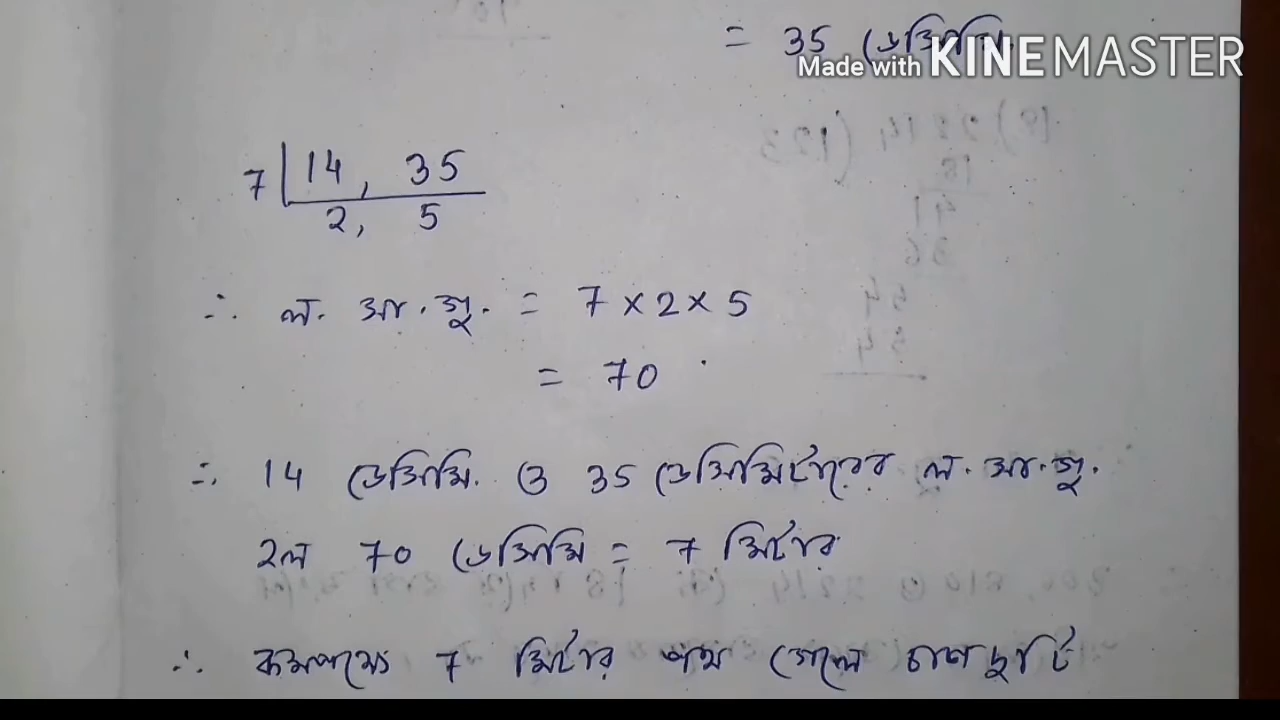 = 35 ডেসিমি.
Made with KINEMASTER
7 | 14, 35
2, 5
∴ ল. সা. গু. = 7 × 2 × 5
= 70
∴ 14 ডেসিমি. ও 35 ডেসিমিটারের ল. সা. গু.
হল 70 ডেসিমি = 7 মিটার
∴ কমপক্ষে 7 মিটার পথ গেলে চাকাদুটি